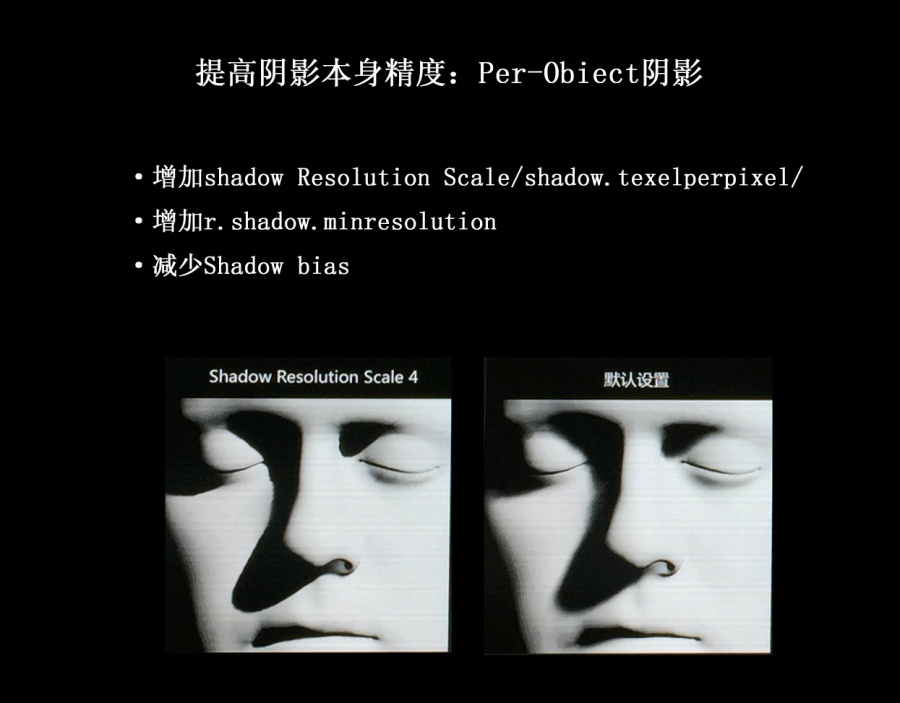 提高阴影本身精度：Per-Obiect阴影
• 增加shadow Resolution Scale/shadow.texelperpixel/
• 增加r.shadow.minresolution
• 减少Shadow bias
Shadow Resolution Scale 4
默认设置